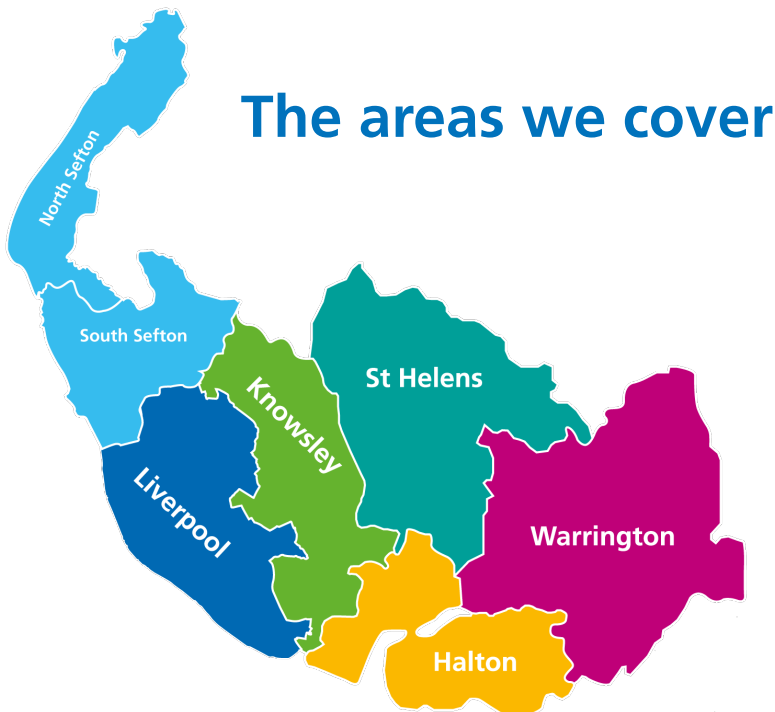 The areas we cover
North Sefton
South Sefton
St Helens
Knowsley
Liverpool
Warrington
Halton